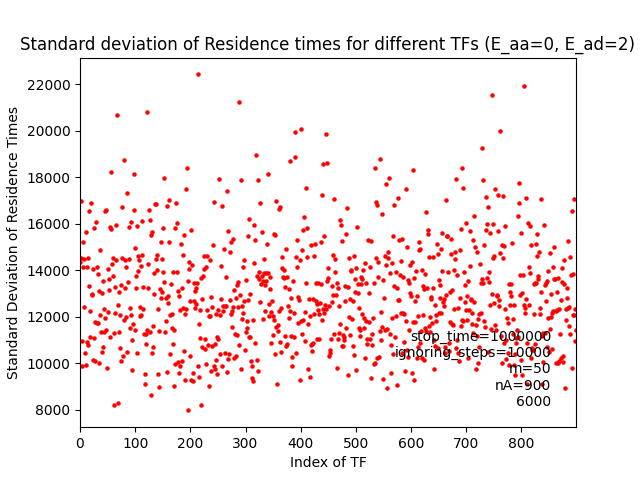 Standard deviation of Residence times for different TFs (E_aa=0, E_ad=2)
Standard Deviation of Residence Times
22000
20000
18000
16000
14000
12000
10000
8000
stop_time=1000000
ignoring_steps=10000
m=50
nA=900
6000
0 100 200 300 400 500 600 700 800
Index of TF